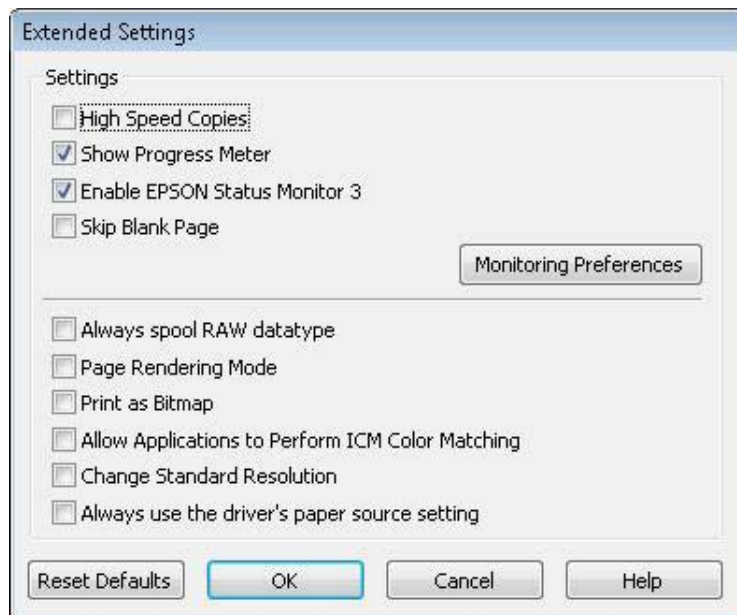 Extended Settings
Settings
High Speed Copies
Show Progress Meter
Enable EPSON Status Monitor 3
Skip Blank Page
Monitoring Preferences
Always spool RAW datatype
Page Rendering Mode
Print as Bitmap
Allow Applications to Perform ICM Color Matching
Change Standard Resolution
Always use the driver's paper source setting
Reset Defaults OK Cancel Help